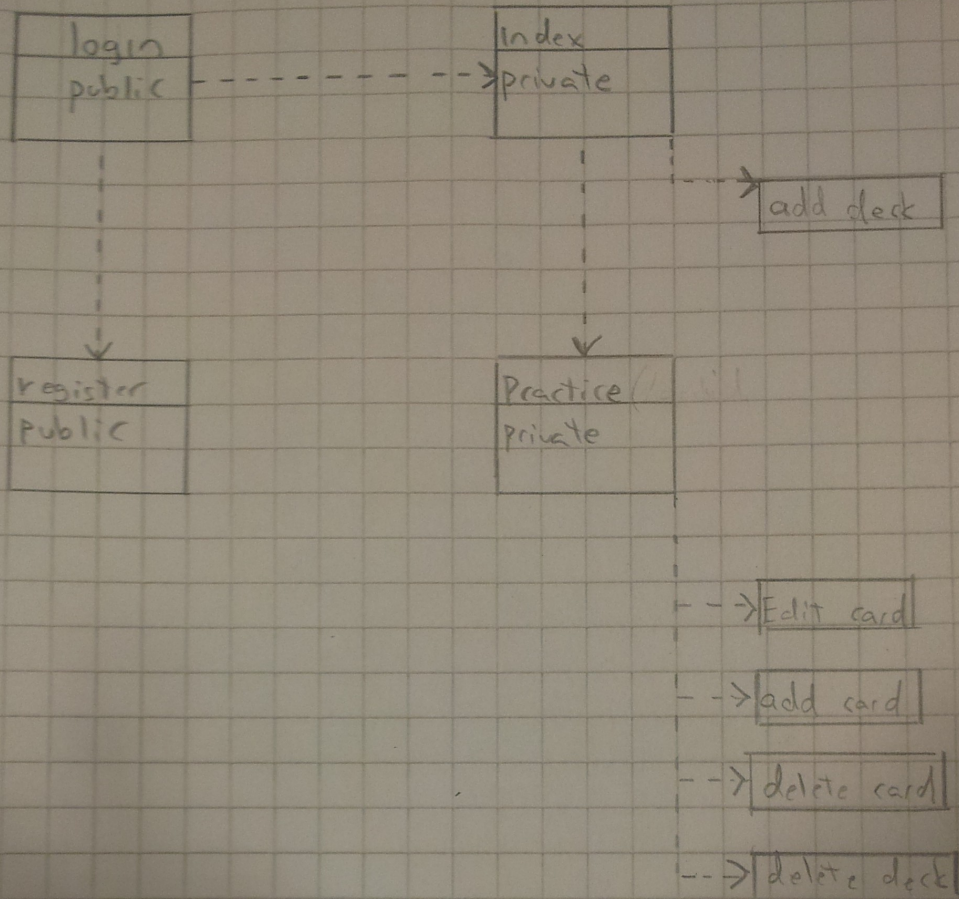 login
public
Index
private
add deck
register
public
Practice
private
Edit card
add card
delete card
delete deck